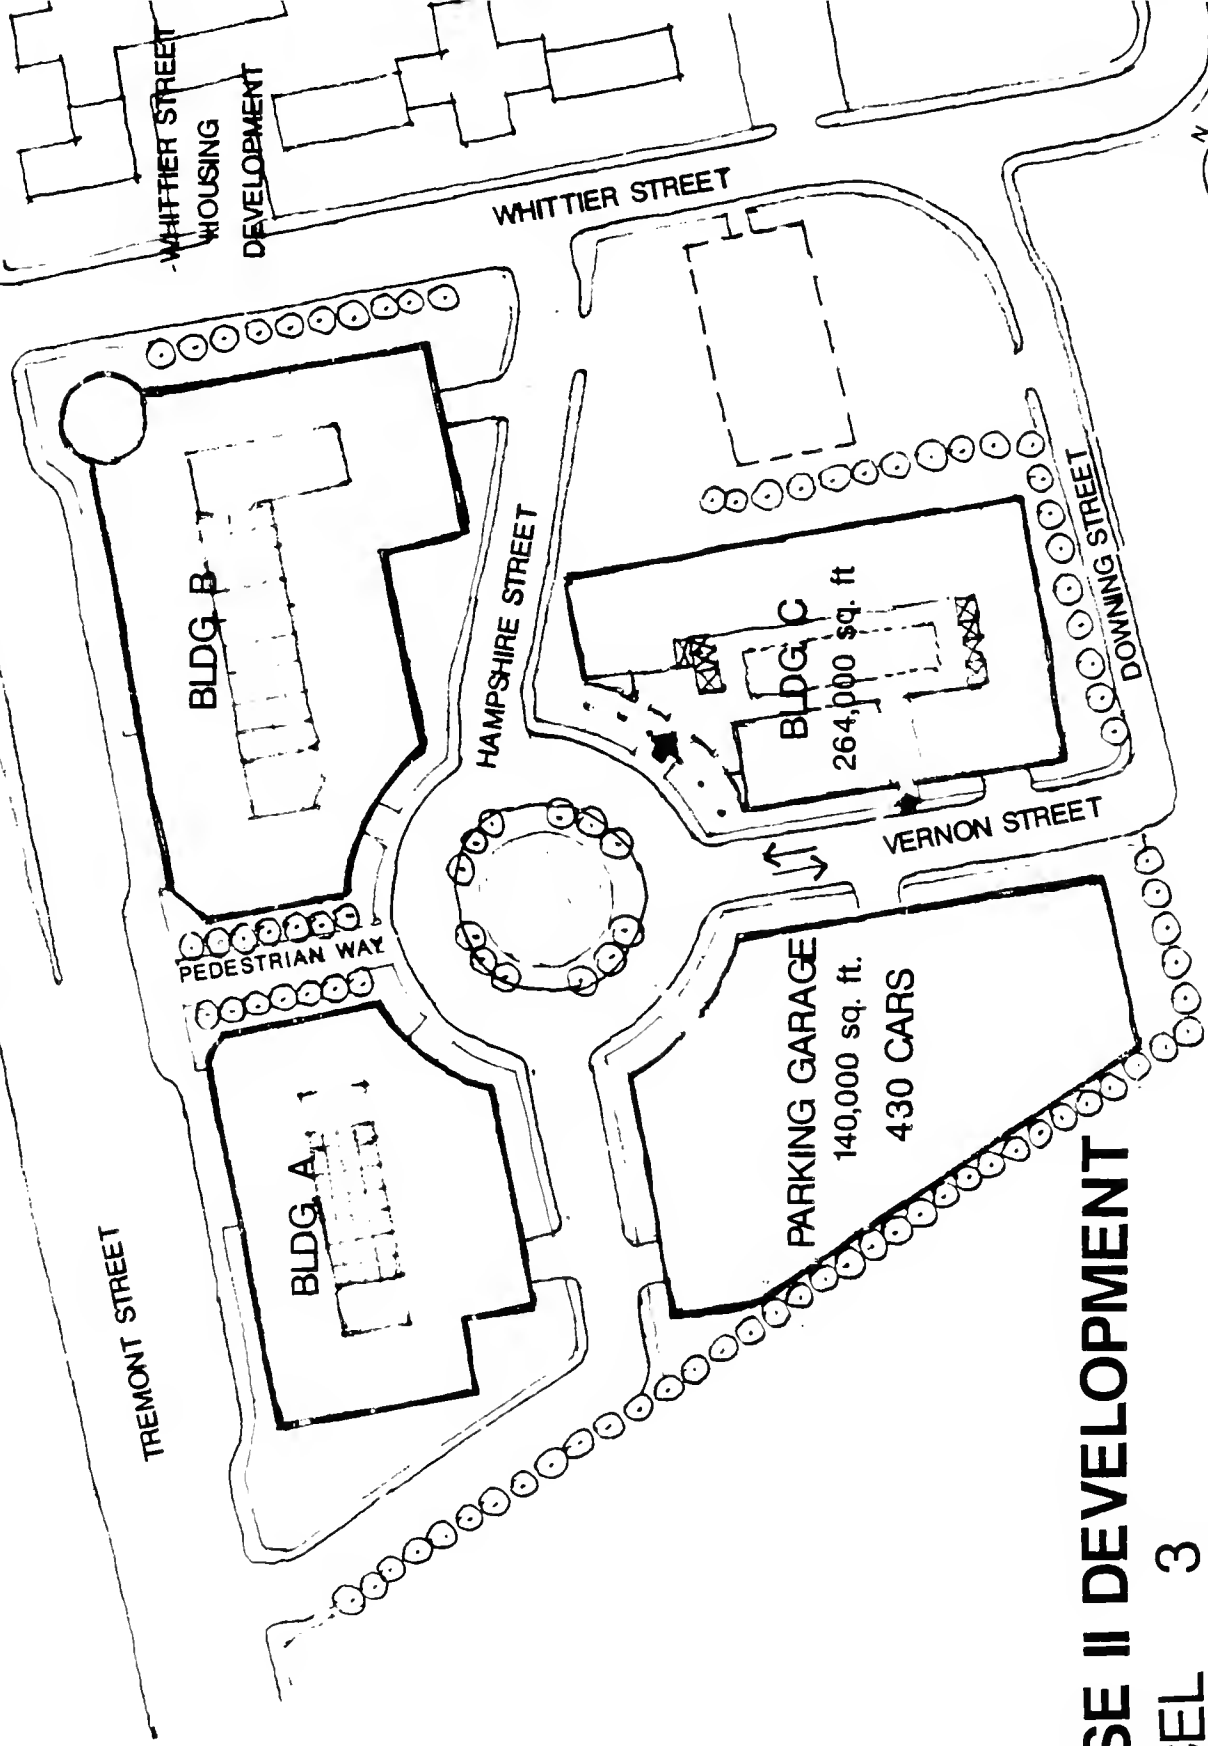 WHITTIER STREET
HOUSING
DEVELOPMENT
WHITTIER STREET
BLDG. B
HAMPSHIRE STREET
BLDG. C
264,000 sq. ft
DOWNING STREET
VERNON STREET
PEDESTRIAN WAY
BLDG. A
PARKING GARAGE
140,000 sq. ft.
430 CARS
TREMONT STREET
SE II DEVELOPMENT
EL 3
N